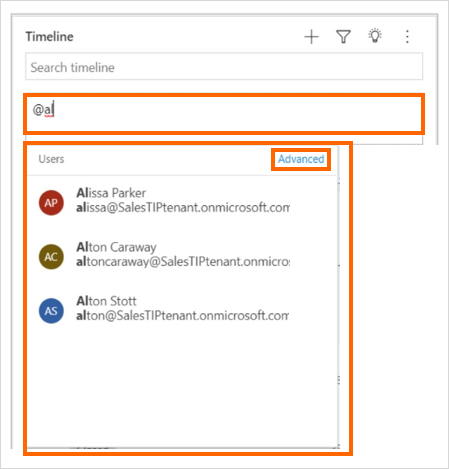 Timeline
Search timeline
@al
Users Advanced
AP
Alissa Parker
alissa@SalesTIPtenant.onmicrosoft.com
AC
Alton Caraway
altoncaraway@SalesTIPtenant.onmicros
AS
Alton Stott
alton@SalesTIPtenant.onmicrosoft.com